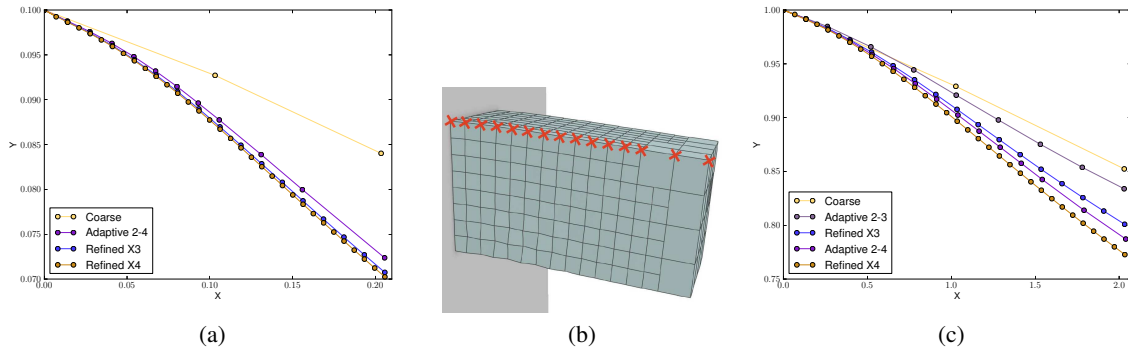 0.100
0.095
0.090
0.085
0.080
0.075
0.070
Y
0.00 0.05 0.10 0.15 0.20
X
Coarse
Adaptive 2-4
Refined X3
Refined X4
(a)
(b)
1.00
0.95
0.90
0.85
0.80
0.75
Y
0.0 0.5 1.0 1.5 2.0
X
Coarse
Adaptive 2-3
Refined X3
Adaptive 2-4
Refined X4
(c)